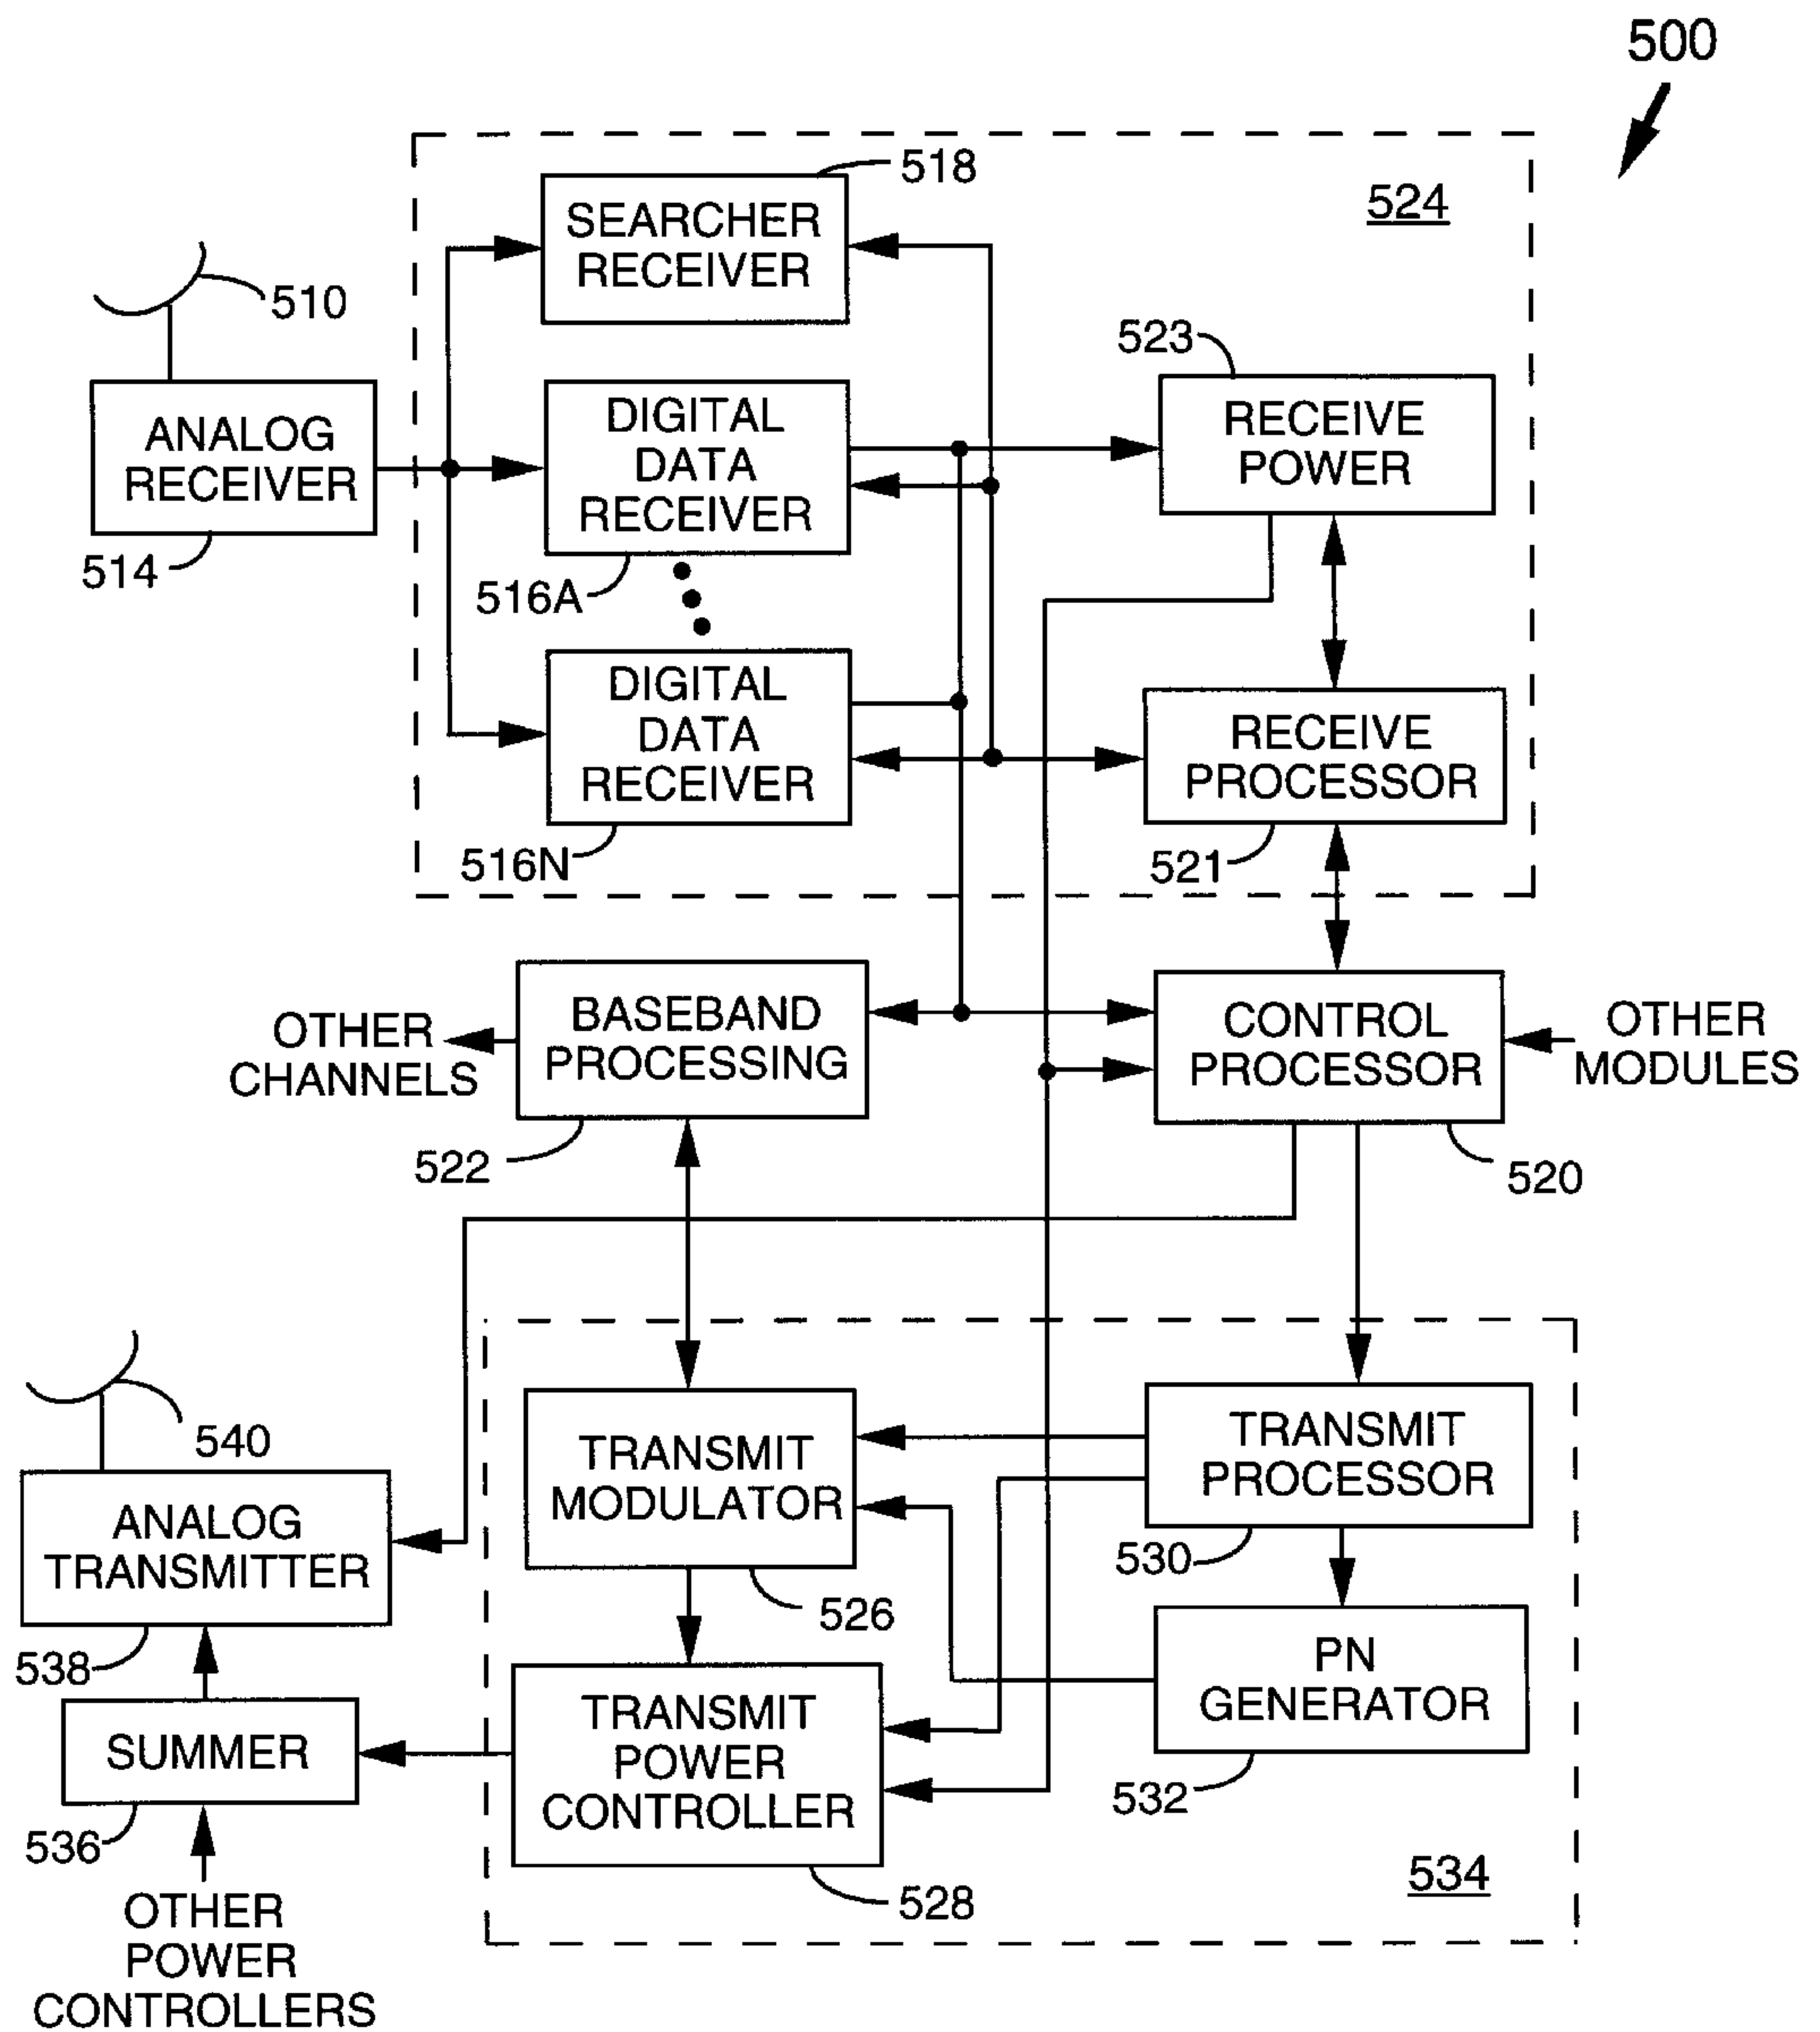 500
518
524
SEARCHER
RECEIVER
510
523
ANALOG
RECEIVER
514
DIGITAL
DATA
RECEIVER
516A
RECEIVE
POWER
DIGITAL
DATA
RECEIVER
516N
RECEIVE
PROCESSOR
521
OTHER
CHANNELS
BASEBAND
PROCESSING
522
CONTROL
PROCESSOR
520
OTHER
MODULES
540
ANALOG
TRANSMITTER
538
TRANSMIT
MODULATOR
526
TRANSMIT
PROCESSOR
530
SUMMER
536
TRANSMIT
POWER
CONTROLLER
528
PN
GENERATOR
532
534
OTHER
POWER
CONTROLLERS